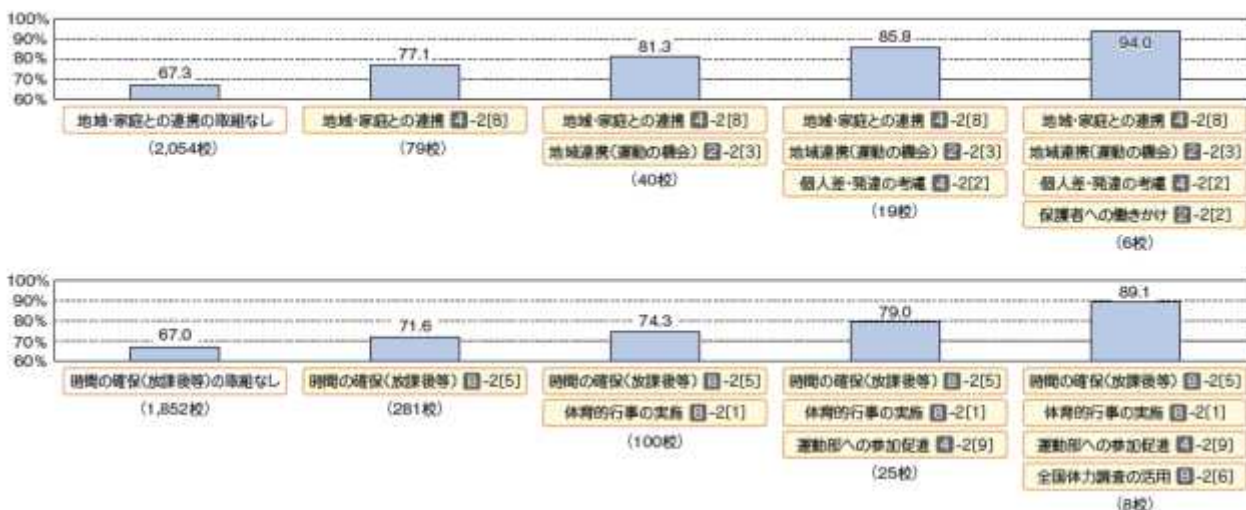 100%
90%
80%
70%
60%
67.3
77.1
81.3
85.8
94.0
地域・家庭との連携の取組なし
(2,054校)
地域・家庭との連携 4-2[8]
(79校)
地域・家庭との連携 4-2[8]
地域連携(運動の機会) 2-2[3]
(40校)
地域・家庭との連携 4-2[8]
地域連携(運動の機会) 2-2[3]
個人差・発達の考慮 4-2[2]
(19校)
地域・家庭との連携 4-2[8]
地域連携(運動の機会) 2-2[3]
個人差・発達の考慮 4-2[2]
保護者への働きかけ 2-2[2]
(6校)
100%
90%
80%
70%
60%
67.0
71.6
74.3
79.0
89.1
時間の確保(放課後等)の取組なし
(1,852校)
時間の確保(放課後等) -2[5]
(281校)
時間の確保(放課後等) -2[5]
体育的行事の実施 -2[1]
(100校)
時間の確保(放課後等) -2[5]
体育的行事の実施 -2[1]
運動部への参加促進 4-2[9]
(25校)
時間の確保(放課後等) -2[5]
体育的行事の実施 -2[1]
運動部への参加促進 4-2[9]
全国体力調査の活用 -2[6]
(8校)